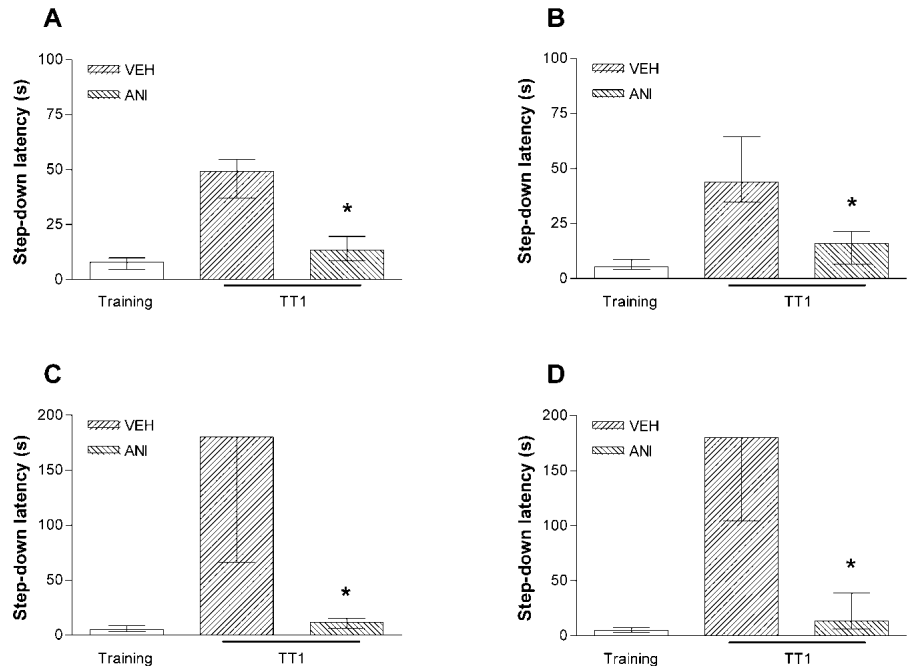 A
Step-down latency (s)
100
75
50
25
0
VEH
ANI
*
Training
TT1
B
Step-down latency (s)
100
75
50
25
0
VEH
ANI
*
Training
TT1
C
Step-down latency (s)
200
150
100
50
0
VEH
ANI
*
Training
TT1
D
Step-down latency (s)
200
150
100
50
0
VEH
ANI
*
Training
TT1